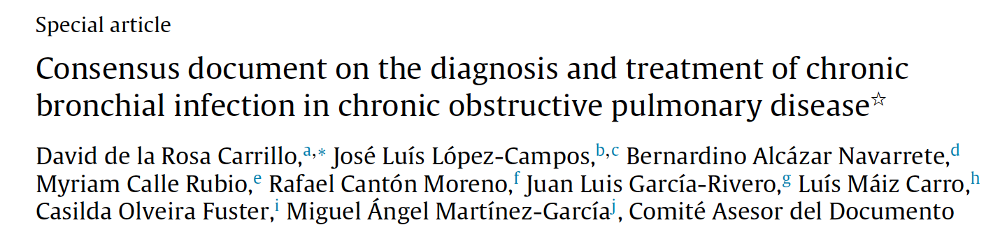 Special article
Consensus document on the diagnosis and treatment of chronic
bronchial infection in chronic obstructive pulmonary disease☆
David de la Rosa Carrillo,a,* José Luís López-Campos,b,c Bernardino Alcázar Navarrete,d
Myriam Calle Rubio,e Rafael Cantón Moreno,f Juan Luis García-Rivero,g Luís Máiz Carro,h
Casilda Olveira Fuster,i Miguel Ángel Martínez-Garcíaj, Comité Asesor del Documento